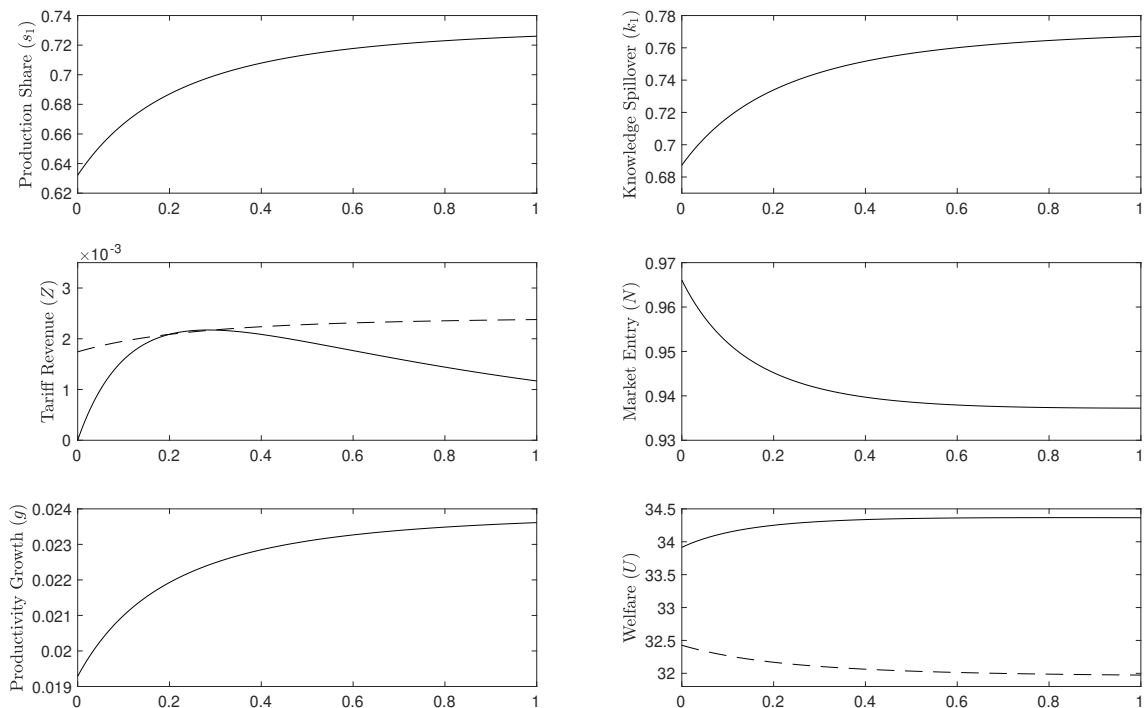 Production Share (s₁)
0.74
0.72
0.7
0.68
0.66
0.64
0.62
0 0.2 0.4 0.6 0.8 1
Knowledge Spillover (k₁)
0.78
0.76
0.74
0.72
0.7
0.68
0 0.2 0.4 0.6 0.8 1
Tariff Revenue (Z)
×10⁻³
3
2
1
0
0 0.2 0.4 0.6 0.8 1
Market Entry (N)
0.97
0.96
0.95
0.94
0.93
0 0.2 0.4 0.6 0.8 1
Productivity Growth (g)
0.024
0.023
0.022
0.021
0.02
0.019
0 0.2 0.4 0.6 0.8 1
Welfare (U)
34.5
34
33.5
33
32.5
32
0 0.2 0.4 0.6 0.8 1